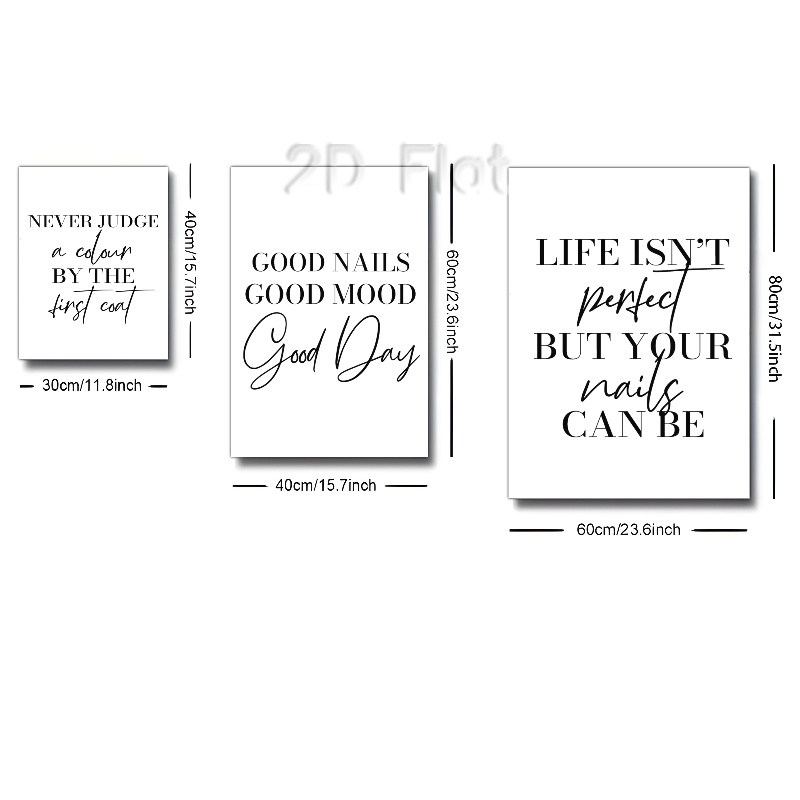 2D Flat
NEVER JUDGE
a colour
BY THE
first coat
40cm/15.7inch
30cm/11.8inch
GOOD NAILS
GOOD MOOD
Good Day
60cm/23.6inch
40cm/15.7inch
LIFE ISN'T
perfect
BUT YOUR
nails
CAN BE
80cm/31.5inch
60cm/23.6inch